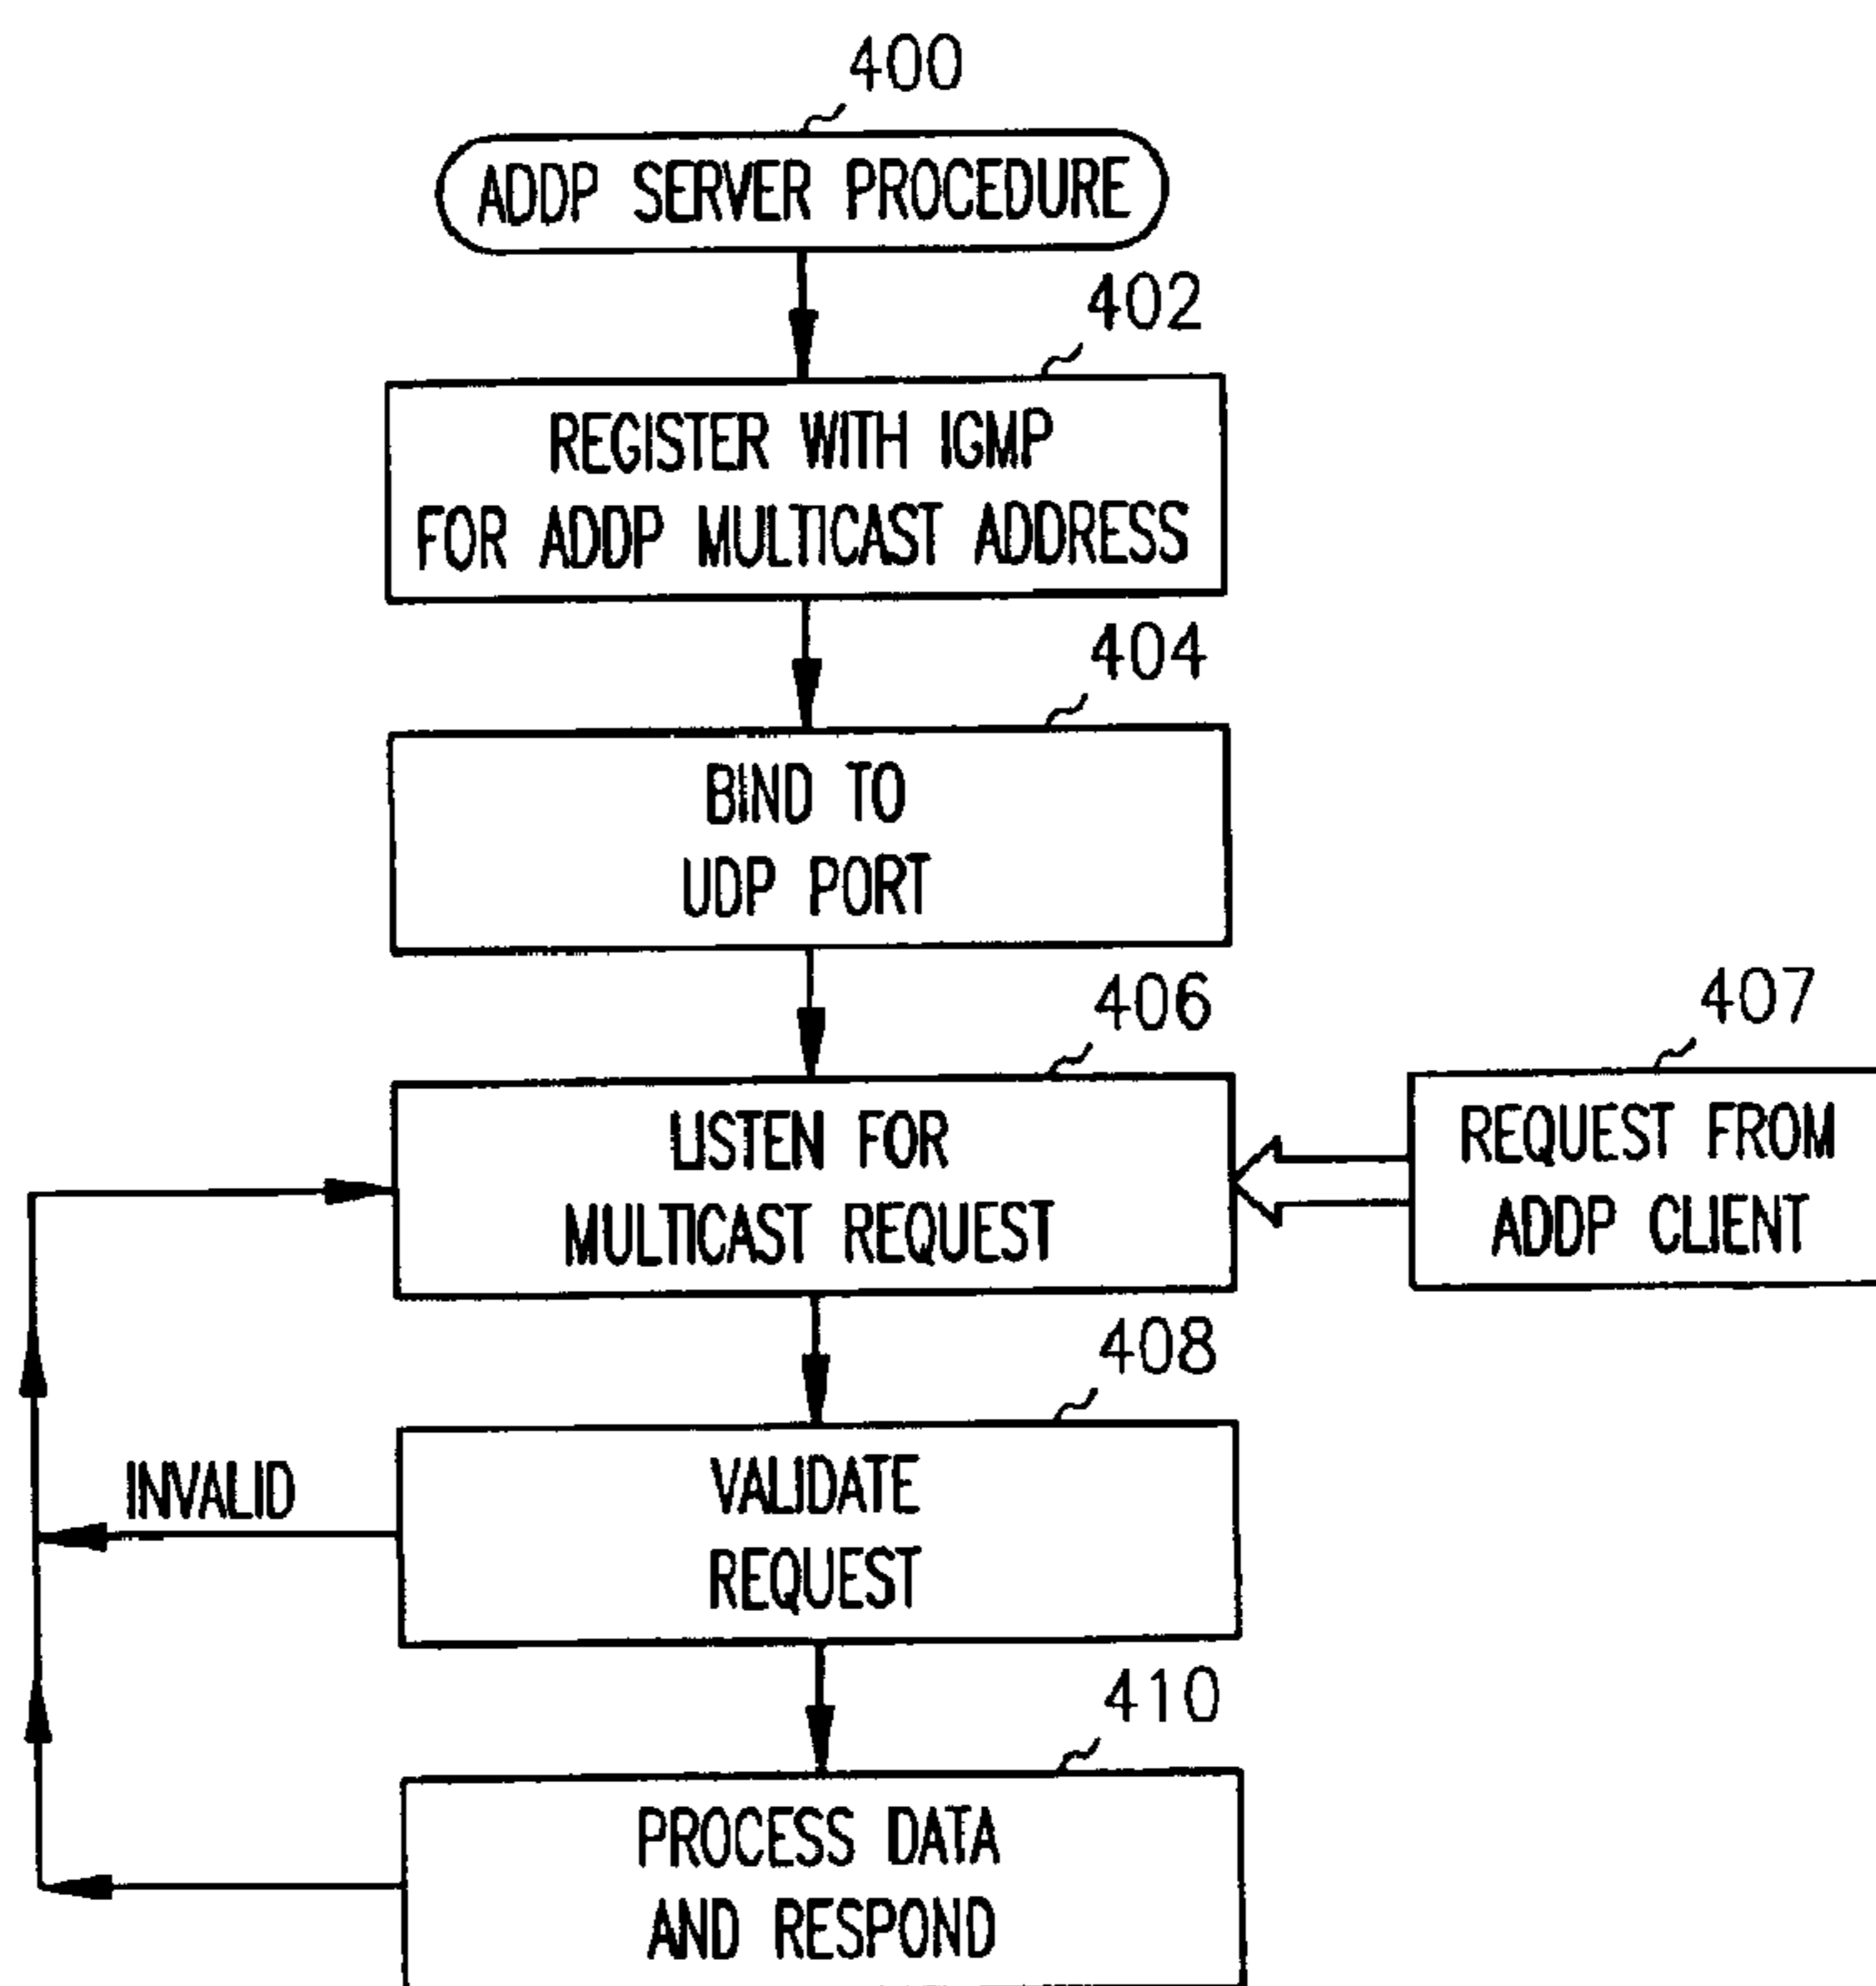 400
ADDP SERVER PROCEDURE
402
REGISTER WITH IGMP
FOR ADDP MULTICAST ADDRESS
404
BIND TO
UDP PORT
406
LISTEN FOR
MULTICAST REQUEST
407
REQUEST FROM
ADDP CLIENT
408
VALIDATE
REQUEST
INVALID
410
PROCESS DATA
AND RESPOND